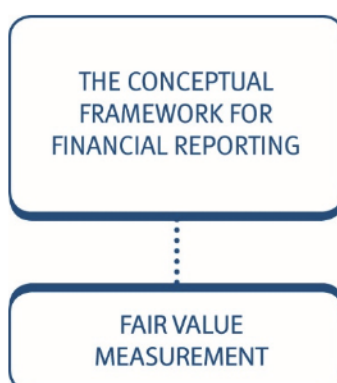 THE CONCEPTUAL
FRAMEWORK FOR
FINANCIAL REPORTING
FAIR VALUE
MEASUREMENT